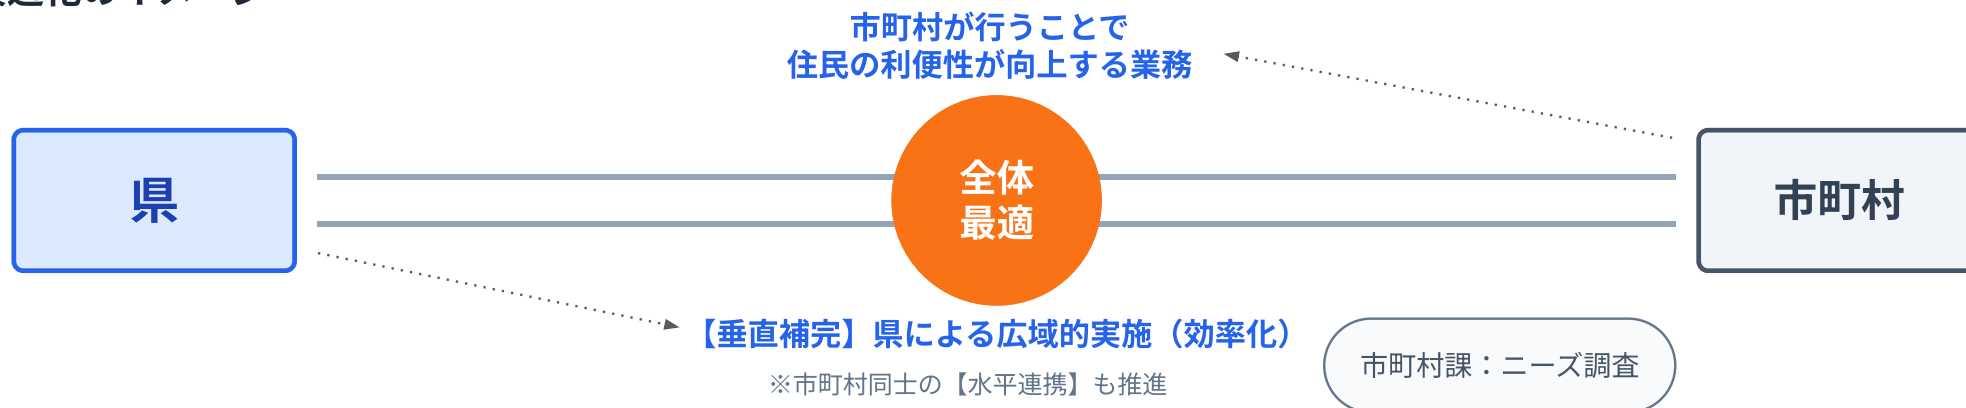 市町村が行うことで
住民の利便性が向上する業務
県
全体
最適
市町村
【垂直補完】県による広域的実施（効率化）
※市町村同士の【水平連携】も推進
市町村課：ニーズ調査